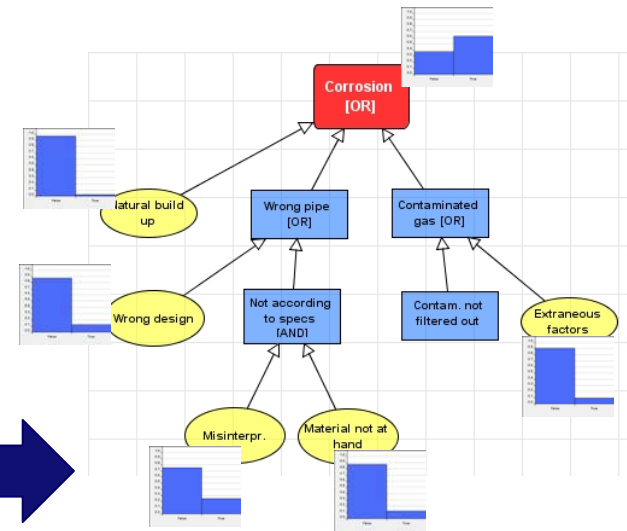 Corrosion
[OR]
Natural build
up
Wrong pipe
[OR]
Contaminated
gas [OR]
Wrong design
Not according
to specs
[AND]
Contam. not
filtered out
Extraneous
factors
Misinterpr.
Material not at
hand